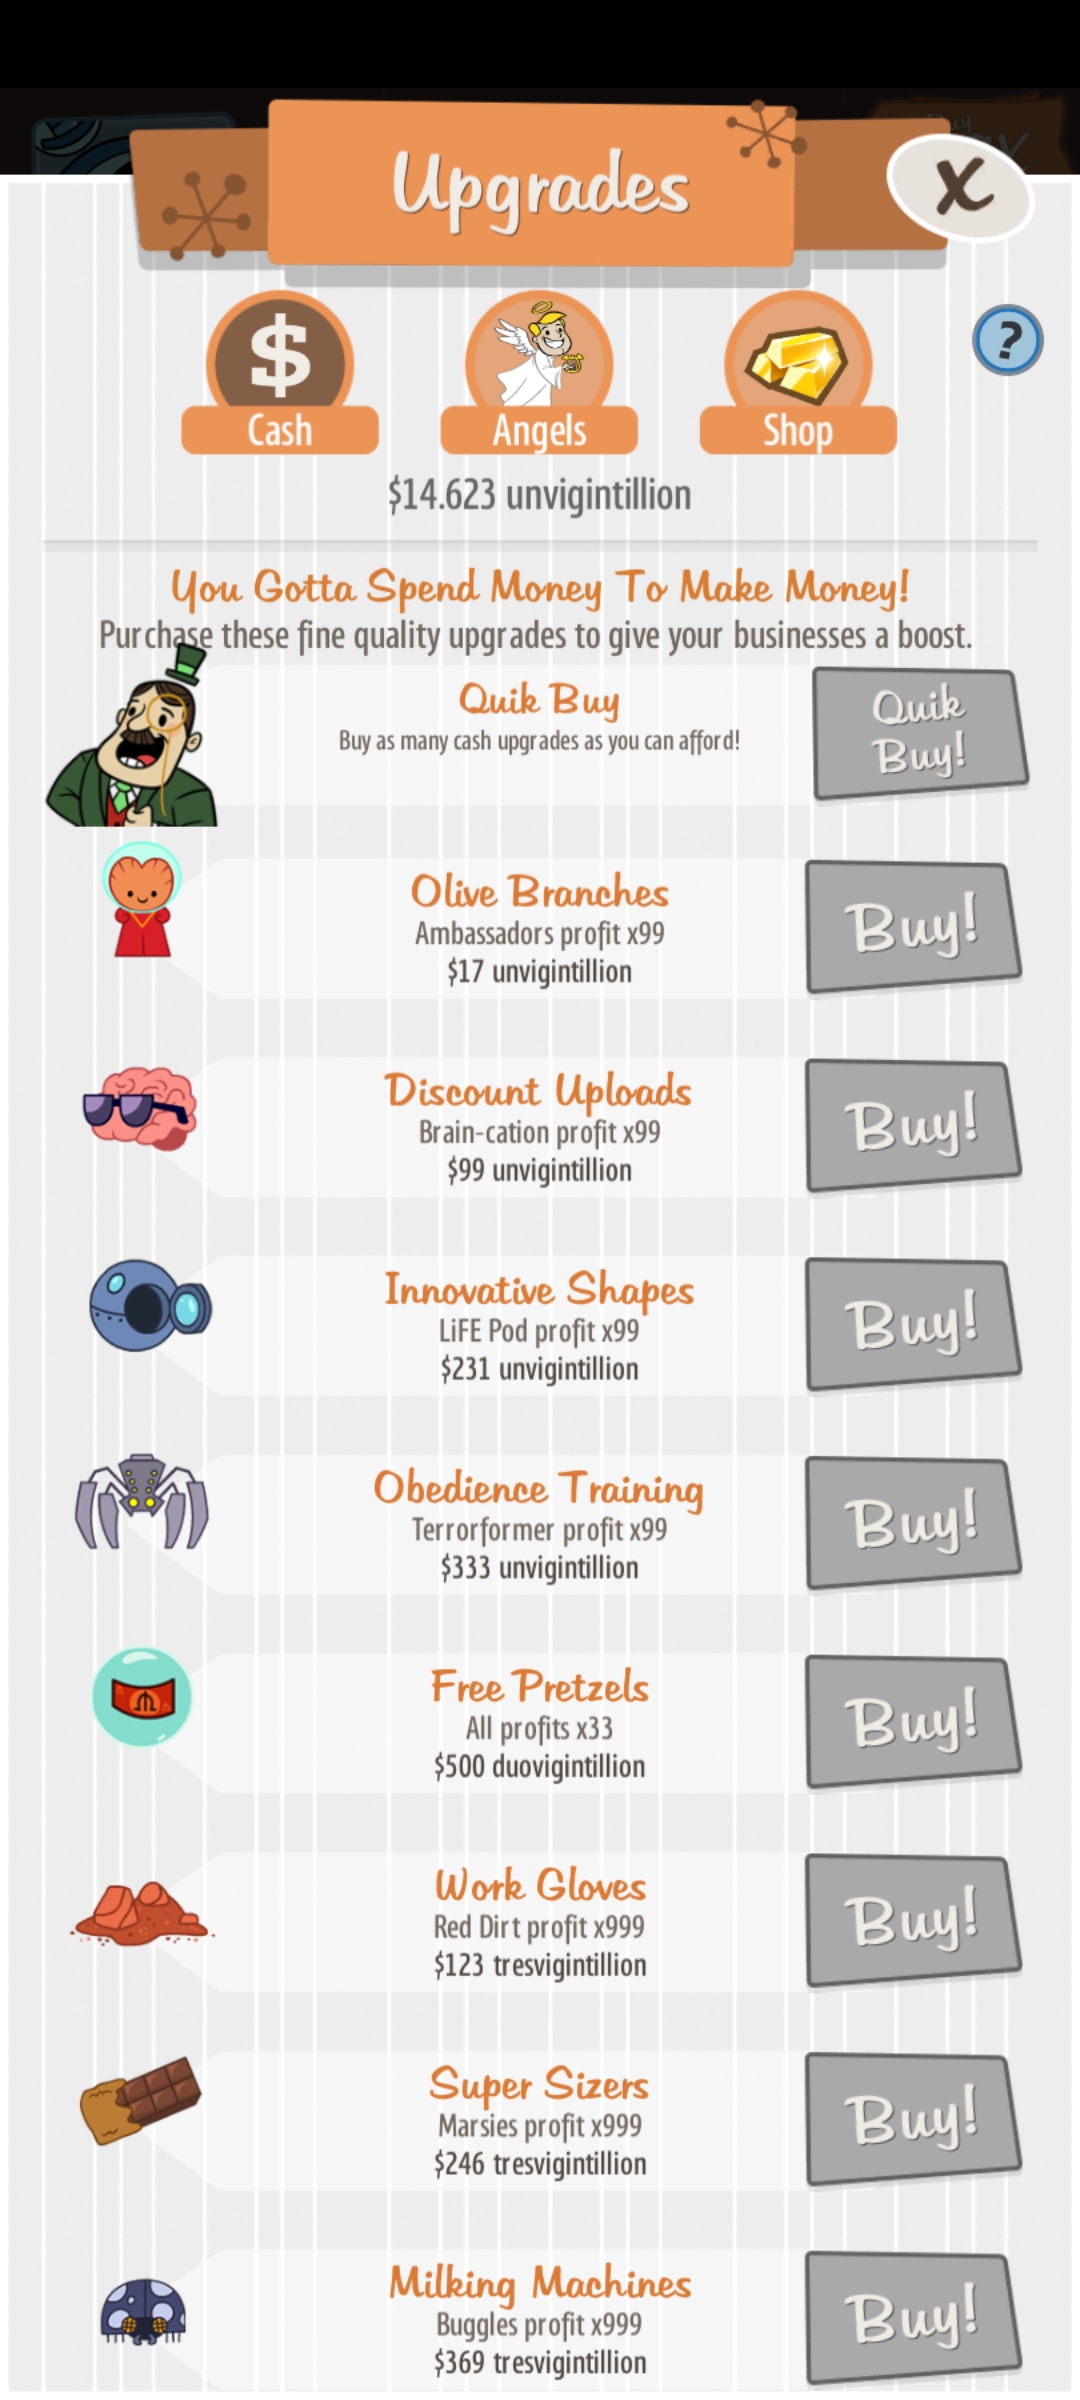 Upgrades
X
$
?
Cash
Angels
Shop
$14.623 unvigintillion
You Gotta Spend Money To Make Money!
Purchase these fine quality upgrades to give your businesses a boost.
Quik Buy
Buy as many cash upgrades as you can afford!
Quik
Buy!
Olive Branches
Ambassadors profit x99
$17 unvigintillion
Buy!
Discount Uploads
Brain-cation profit x99
$99 unvigintillion
Buy!
Innovative Shapes
LiFE Pod profit x99
$231 unvigintillion
Buy!
Obedience Training
Terrorformer profit x99
$333 unvigintillion
Buy!
Free Pretzels
All profits x33
$500 duovigintillion
Buy!
Work Gloves
Red Dirt profit x999
$123 tresvigintillion
Buy!
Super Sizers
Marsies profit x999
$246 tresvigintillion
Buy!
Milking Machines
Buggles profit x999
$369 tresvigintillion
Buy!